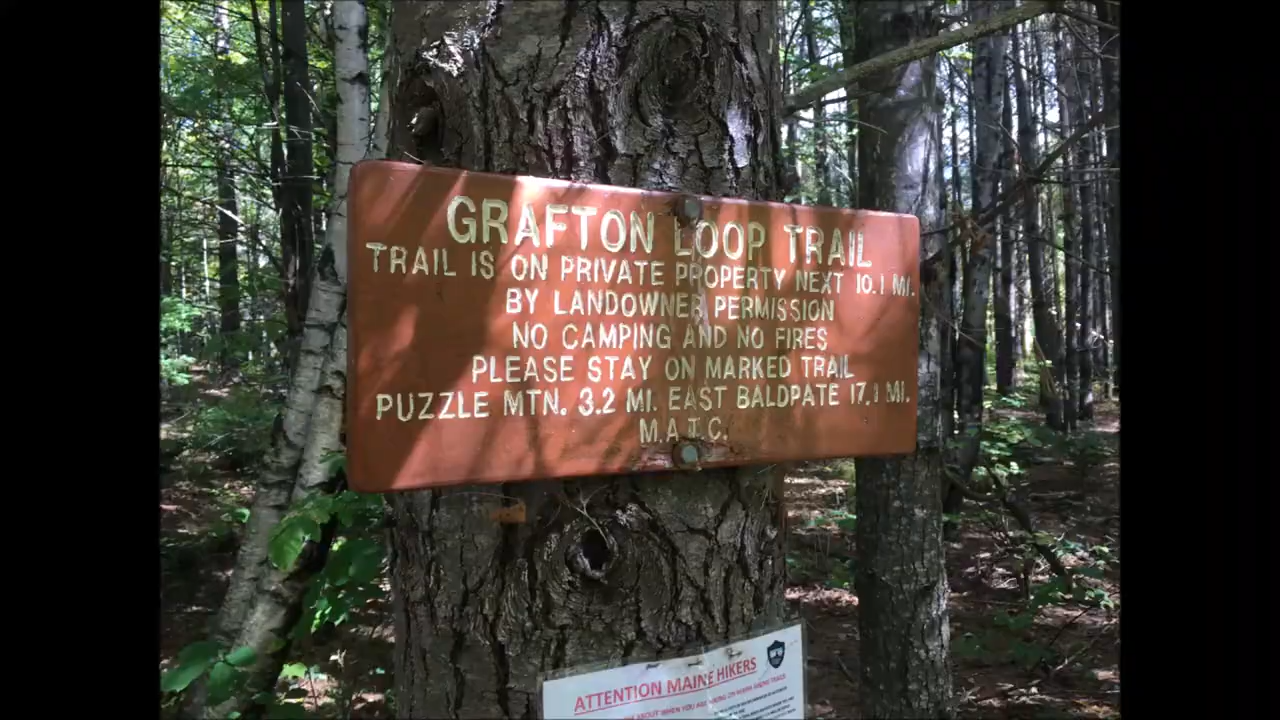 GRAFTON LOOP TRAIL
TRAIL IS ON PRIVATE PROPERTY NEXT 10.1 MI.
BY LANDOWNER PERMISSION
NO CAMPING AND NO FIRES
PLEASE STAY ON MARKED TRAIL
PUZZLE MTN. 3.2 MI. EAST BALDPATE 17.1 MI.
M.A.T.C.
ATTENTION MAINE HIKERS